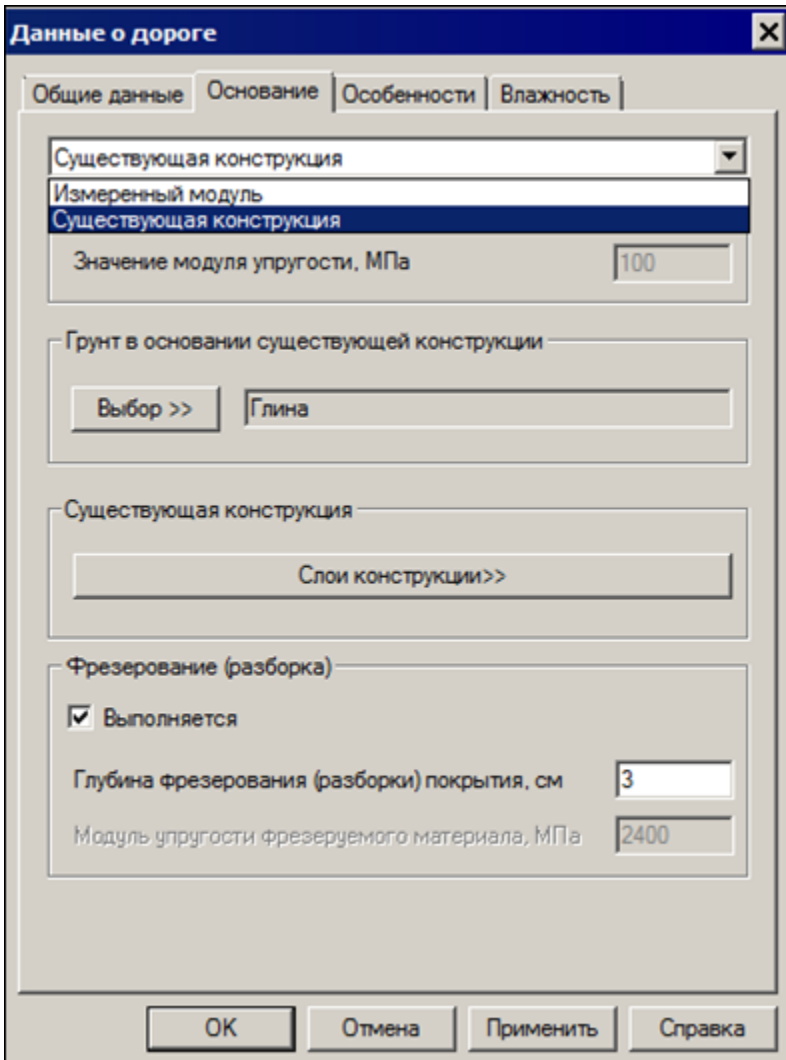 Данные о дороге
Общие данные Основание Особенности Влажность
Существующая конструкция
Измеренный модуль
Существующая конструкция
Значение модуля упругости, МПа 100
Грунт в основании существующей конструкции
Выбор >> Глина
Существующая конструкция
Слои конструкции>>
Фрезерование (разборка)
Выполняется
Глубина фрезерования (разборки) покрытия, см 3
Модуль упругости фрезеруемого материала, МПа 2400
OK Отмена Применить Справка